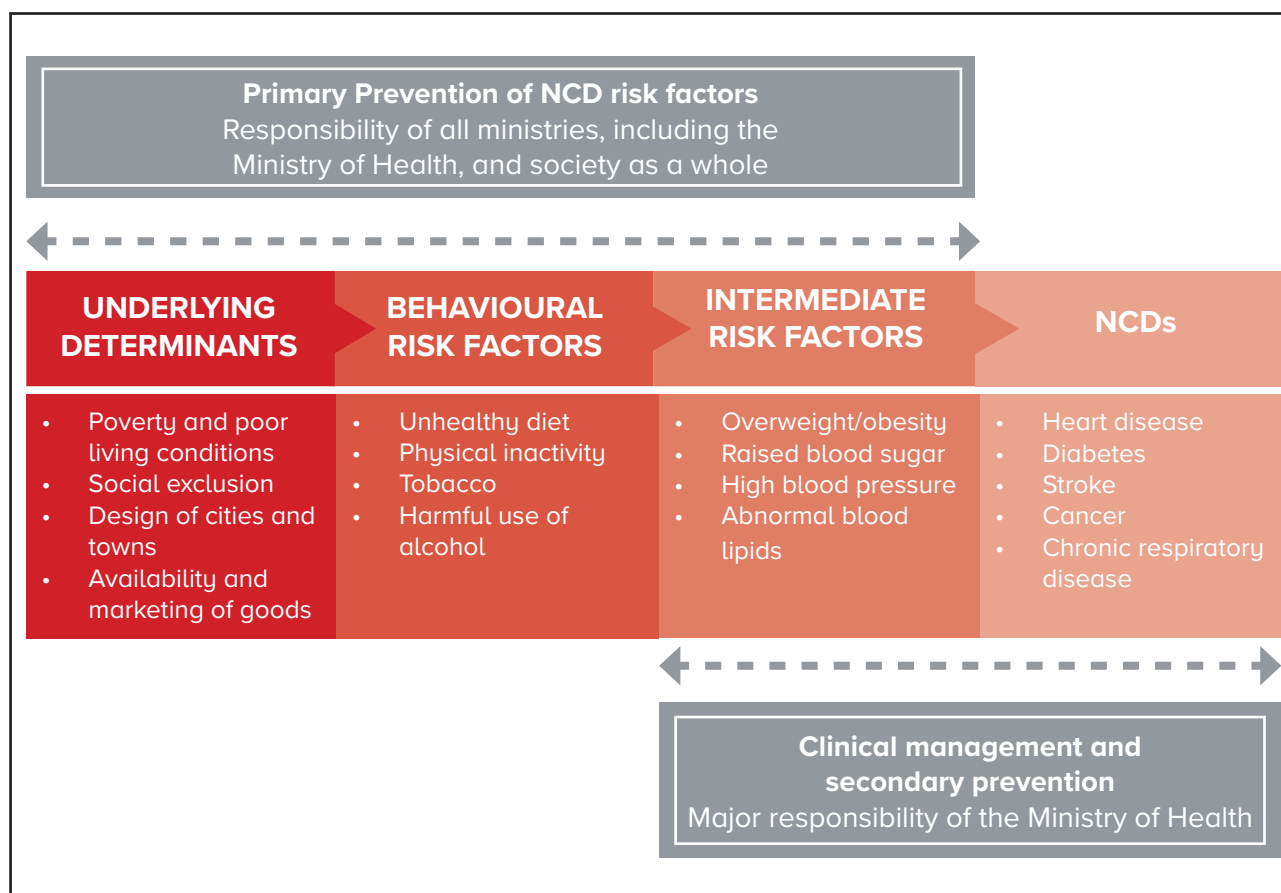 Primary Prevention of NCD risk factors
Responsibility of all ministries, including the
Ministry of Health, and society as a whole
UNDERLYING
DETERMINANTS
BEHAVIOURAL
RISK FACTORS
INTERMEDIATE
RISK FACTORS
NCDs
• Poverty and poor
living conditions
• Social exclusion
• Design of cities and
towns
• Availability and
marketing of goods
• Unhealthy diet
• Physical inactivity
• Tobacco
• Harmful use of
alcohol
• Overweight/obesity
• Raised blood sugar
• High blood pressure
• Abnormal blood
lipids
• Heart disease
• Diabetes
• Stroke
• Cancer
• Chronic respiratory
disease
Clinical management and
secondary prevention
Major responsibility of the Ministry of Health